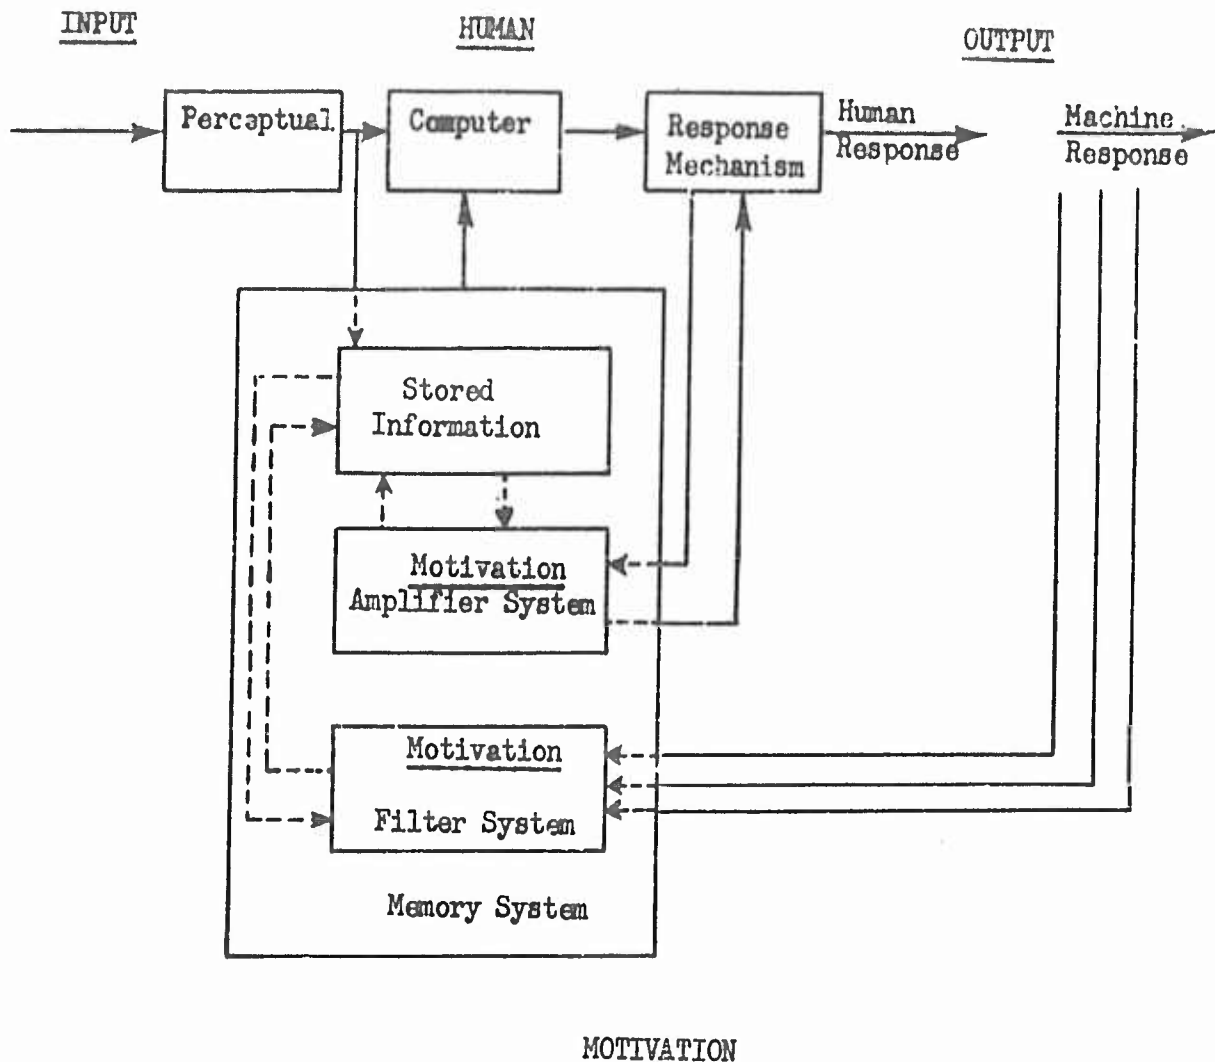 INPUT
HUMAN
OUTPUT
Perceptual
Computer
Response
Mechanism
Human
Response
Machine
Response
Stored
Information
Motivation
Amplifier System
Motivation
Filter System
Memory System
MOTIVATION